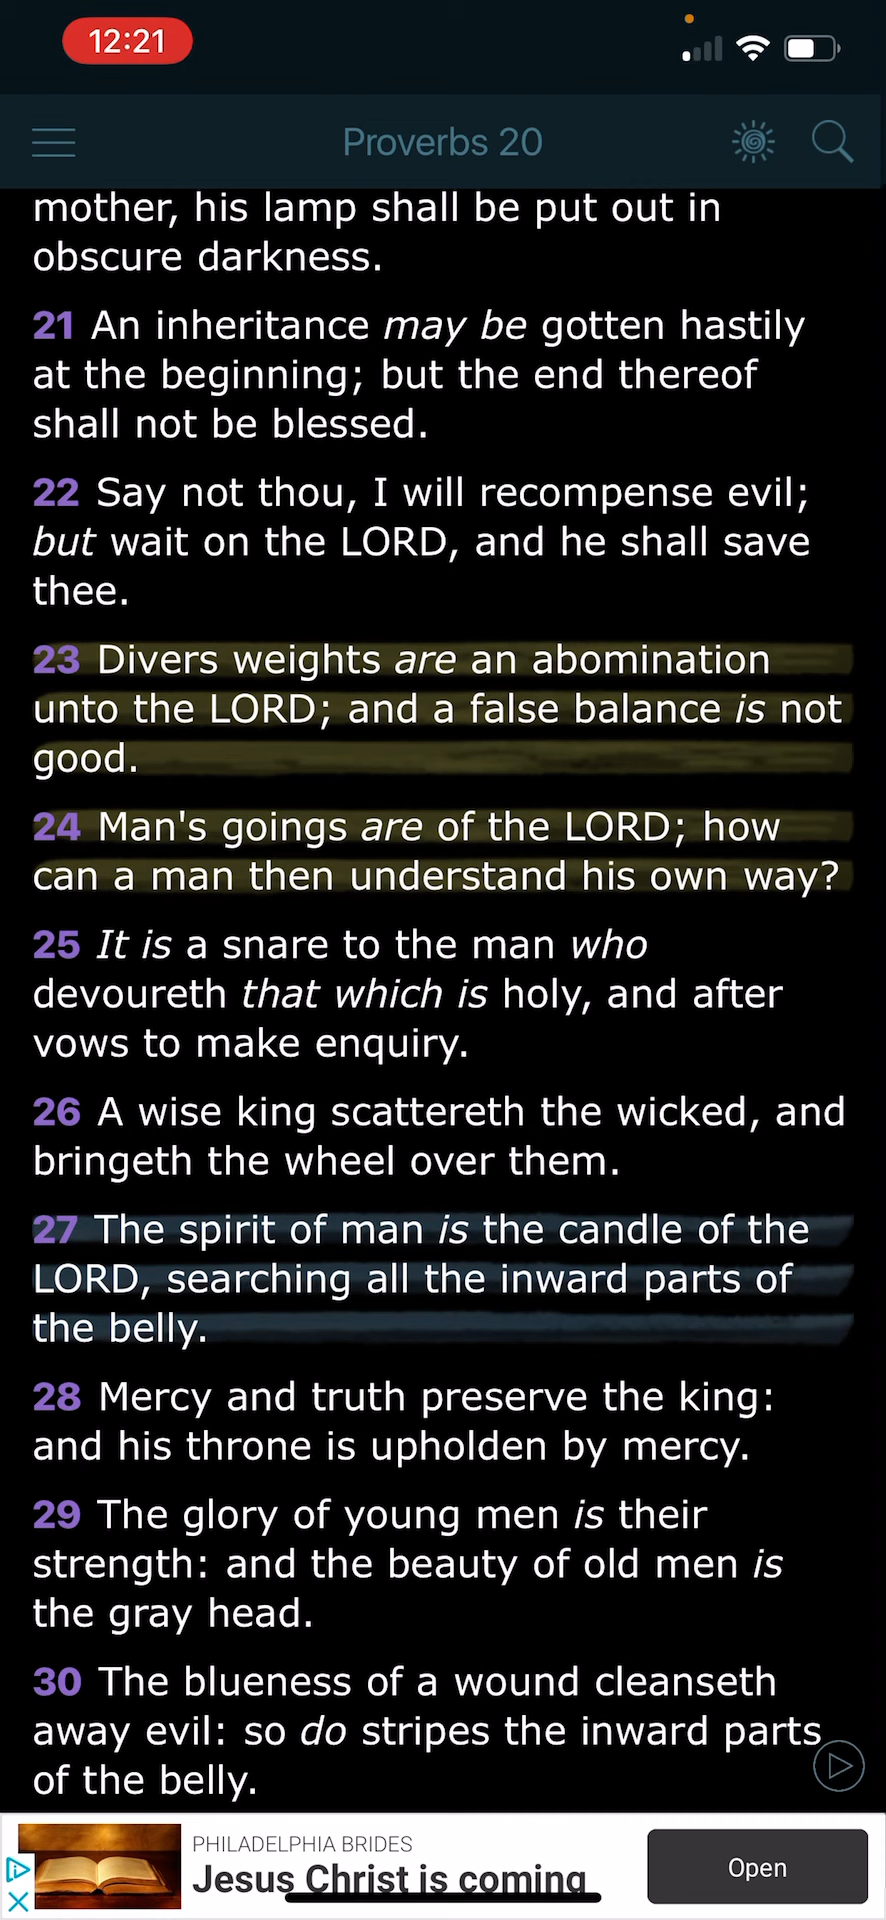 12:21
Proverbs 20
mother, his lamp shall be put out in
obscure darkness.
21 An inheritance may be gotten hastily
at the beginning; but the end thereof
shall not be blessed.
22 Say not thou, I will recompense evil;
but wait on the LORD, and he shall save
thee.
23 Divers weights are an abomination
unto the LORD; and a false balance is not
good.
24 Man's goings are of the LORD; how
can a man then understand his own way?
25 It is a snare to the man who
devoureth that which is holy, and after
vows to make enquiry.
26 A wise king scattereth the wicked, and
bringeth the wheel over them.
27 The spirit of man is the candle of the
LORD, searching all the inward parts of
the belly.
28 Mercy and truth preserve the king:
and his throne is upholden by mercy.
29 The glory of young men is their
strength: and the beauty of old men is
the gray head.
30 The blueness of a wound cleanseth
away evil: so do stripes the inward parts
of the belly.
PHILADELPHIA BRIDES
Jesus Christ is coming
Open